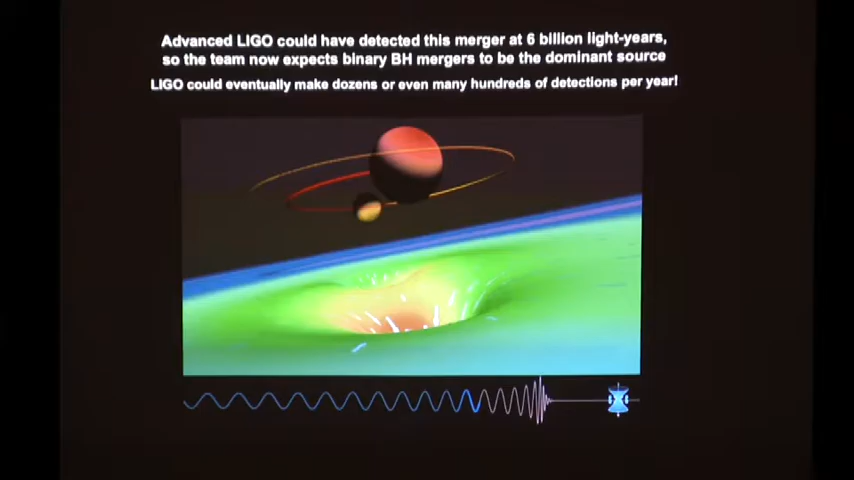 Advanced LIGO could have detected this merger at 6 billion light-years,
so the team now expects binary BH mergers to be the dominant source
LIGO could eventually make dozens or even many hundreds of detections per year!